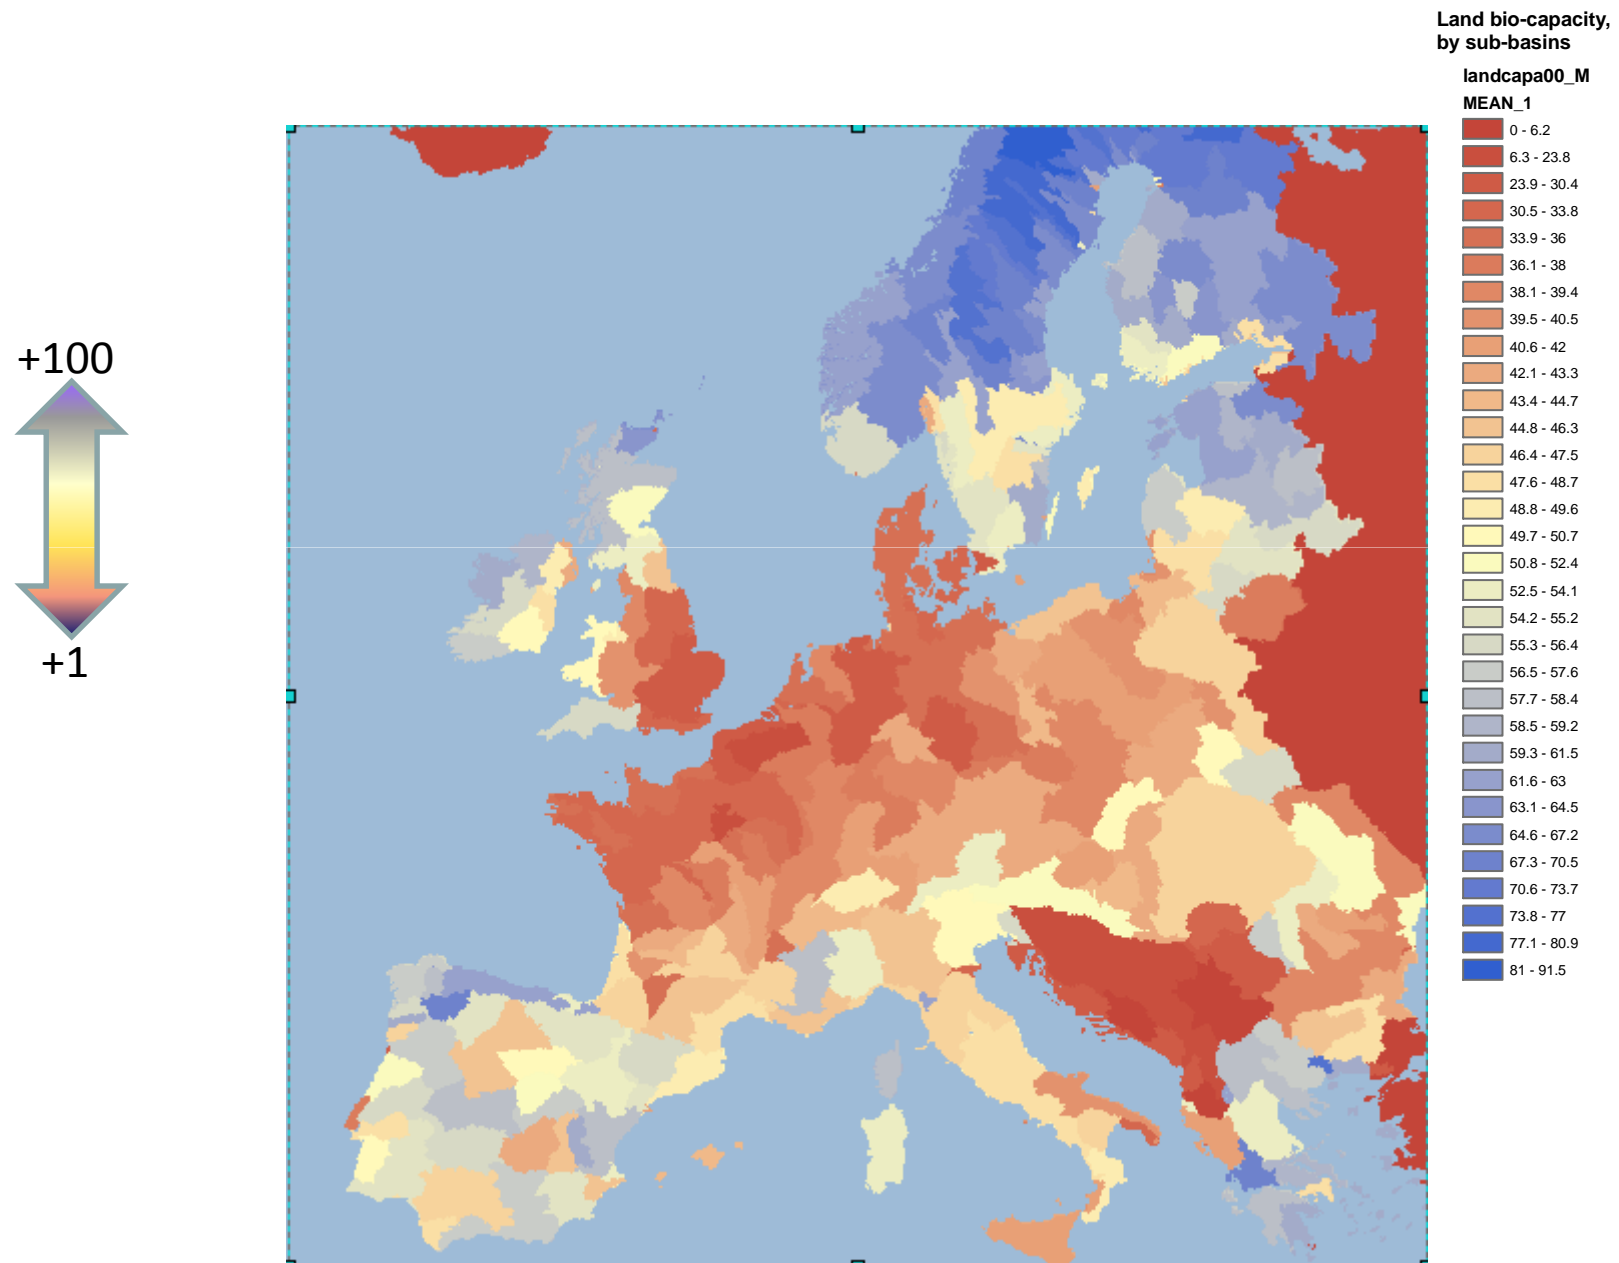 Land bio-capacity,
by sub-basins
landcapa00_M
MEAN_1
0 - 6.2
6.3 - 23.8
23.9 - 30.4
30.5 - 33.8
33.9 - 36
36.1 - 38
38.1 - 39.4
39.5 - 40.5
40.6 - 42
42.1 - 43.3
43.4 - 44.7
44.8 - 46.3
46.4 - 47.5
47.6 - 48.7
48.8 - 49.6
49.7 - 50.7
50.8 - 52.4
52.5 - 54.1
54.2 - 55.2
55.3 - 56.4
56.5 - 57.6
57.7 - 58.4
58.5 - 59.2
59.3 - 61.5
61.6 - 63
63.1 - 64.5
64.6 - 67.2
67.3 - 70.5
70.6 - 73.7
73.8 - 77
77.1 - 80.9
81 - 91.5
+100
+1